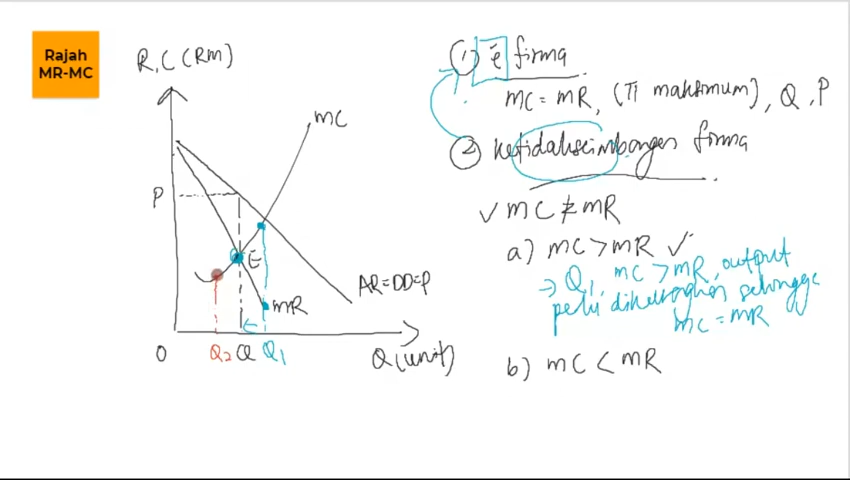 Rajah
MR-MC
R, C (RM)
MC
P
E
AR=DD=P
MR
O
Q2 Q Q1
Q (unit)
① ē firma
MC = MR, (π maksimum), Q, P
② Ketidakseimbangan firma
✓ MC ≠ MR
a) MC > MR ✓
→ Q1, MC > MR, output
perlu dikurangkan sehingga
MC = MR
b) MC < MR